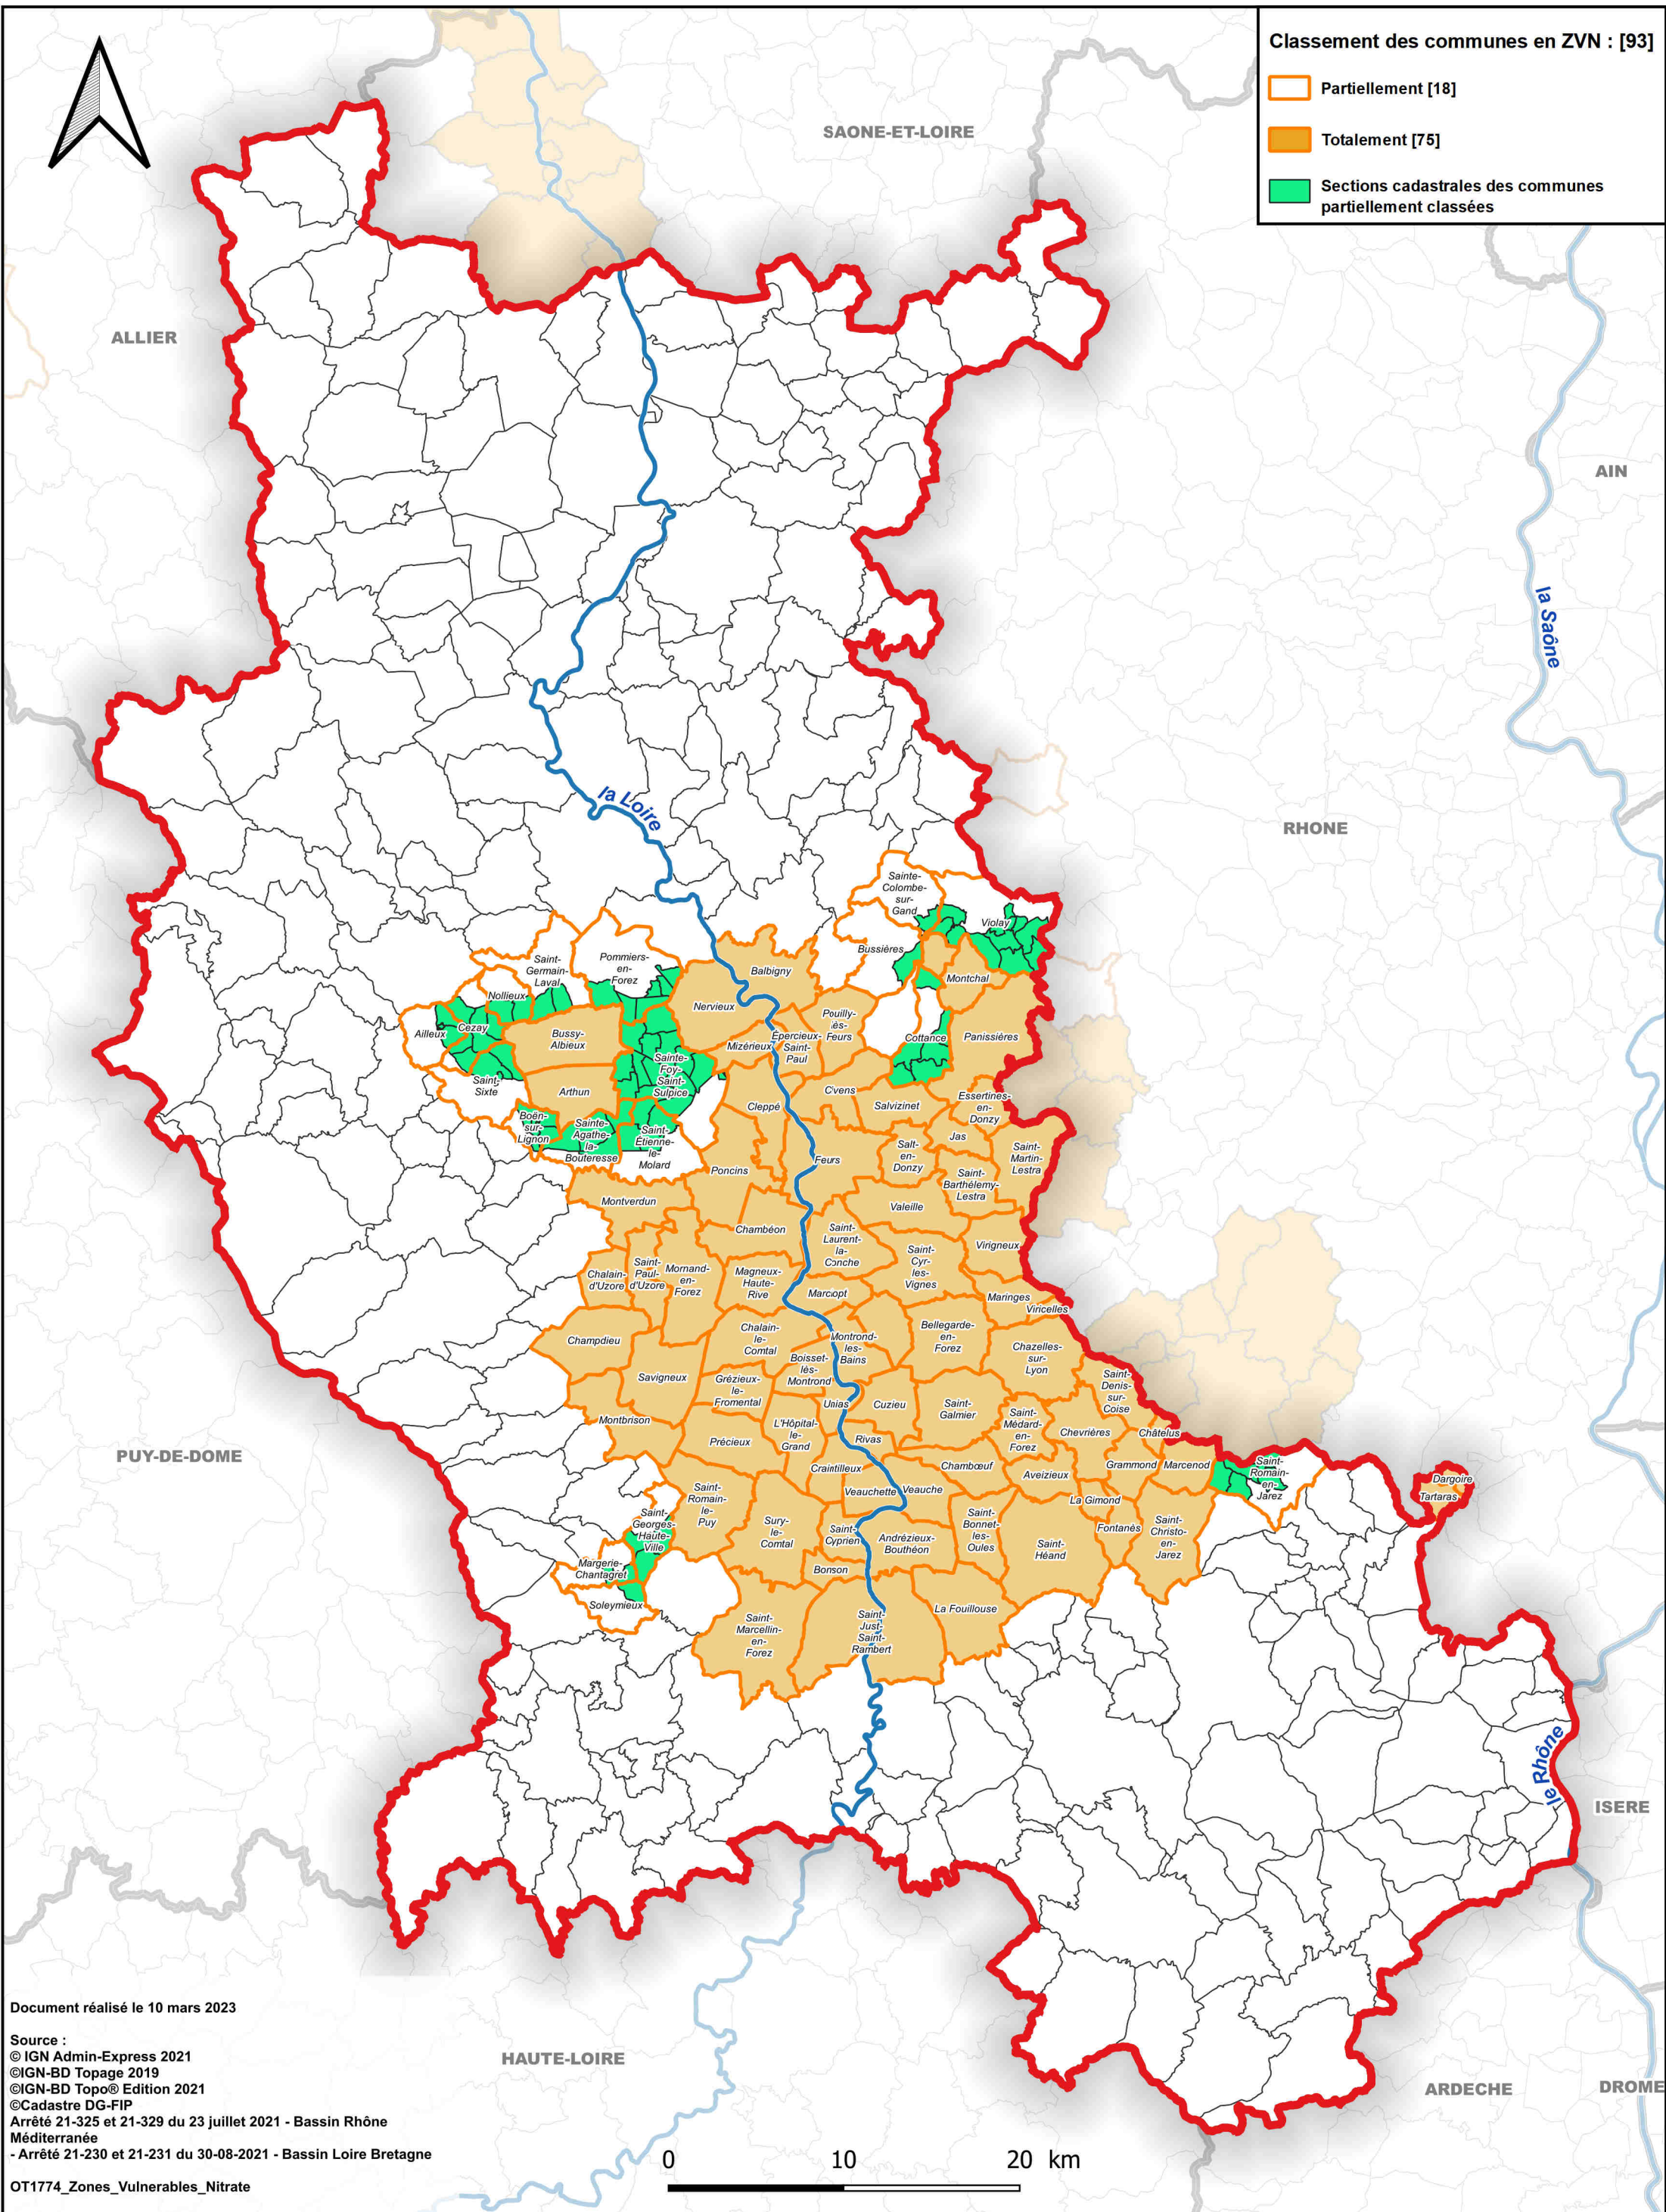 Classement des communes en ZVN : [93]
Partiellement [18]
Totalement [75]
Sections cadastrales des communes
partiellement classées
SAONE-ET-LOIRE
ALLIER
AIN
la Saône
RHONE
la Loire
Sainte-
Colombe-
sur-
Gand
Violay
Bussières
Montchal
Pommiers-
en-
Forez
Saint-
Germain-
Laval
Nollieux
Balbigny
Nervieux
Ailleux
Cezay
Bussy-
Albieux
Pouilly-
lès-
Feurs
Épercieux-
Saint-
Paul
Mizérieux
Cottance
Panissières
Saint-
Sixte
Arthun
Sainte-
Foy-
Saint-
Sulpice
Cleppé
Civens
Salvizinet
Essertines-
en-
Donzy
Boën-
sur-
Lignon
Sainte-
Agathe-
la-
Bouteresse
Saint-
Étienne-
le-
Molard
Poncins
Feurs
Salt-
en-
Donzy
Jas
Saint-
Martin-
Lestra
Saint-
Barthélemy-
Lestra
Montverdun
Chambéon
Valeille
Saint-
Laurent-
la-
Conche
Saint-
Cyr-
les-
Vignes
Virigneux
Chalain-
d'Uzore
Saint-
Paul-
d'Uzore
Mornand-
en-
Forez
Magneux-
Haute-
Rive
Marclopt
Maringes
Viricelles
Champdieu
Chalain-
le-
Comtal
Montrond-
les-
Bains
Bellegarde-
en-
Forez
Chazelles-
sur-
Lyon
Boisset-
lès-
Montrond
Savigneux
Grézieux-
le-
Fromental
Unias
Cuzieu
Saint-
Galmier
Saint-
Denis-
sur-
Coise
Montbrison
Précieux
L'Hôpital-
le-
Grand
Rivas
Saint-
Médard-
en-
Forez
Chevrières
Châtelus
Craintilleux
Chambœuf
Aveizieux
Grammond
Marcenod
Saint-
Romain-
en-
Jarez
Dargoire
Tartaras
PUY-DE-DOME
Saint-
Romain-
le-
Puy
Veauchette
Veauche
La Gimond
Saint-
Georges-
Haute-
Ville
Sury-
le-
Comtal
Saint-
Cyprien
Andrézieux-
Bouthéon
Saint-
Bonnet-
les-
Oules
Saint-
Héand
Fontanès
Saint-
Christo-
en-
Jarez
Margerie-
Chantagret
Bonson
Soleymieux
Saint-
Marcellin-
en-
Forez
Saint-
Just-
Saint-
Rambert
La Fouillouse
le Rhône
ISERE
HAUTE-LOIRE
ARDECHE
DROME
Document réalisé le 10 mars 2023
Source :
© IGN Admin-Express 2021
©IGN-BD Topage 2019
©IGN-BD Topo® Edition 2021
©Cadastre DG-FIP
Arrêté 21-325 et 21-329 du 23 juillet 2021 - Bassin Rhône
Méditerranée
- Arrêté 21-230 et 21-231 du 30-08-2021 - Bassin Loire Bretagne
OT1774_Zones_Vulnerables_Nitrate
0 10 20 km